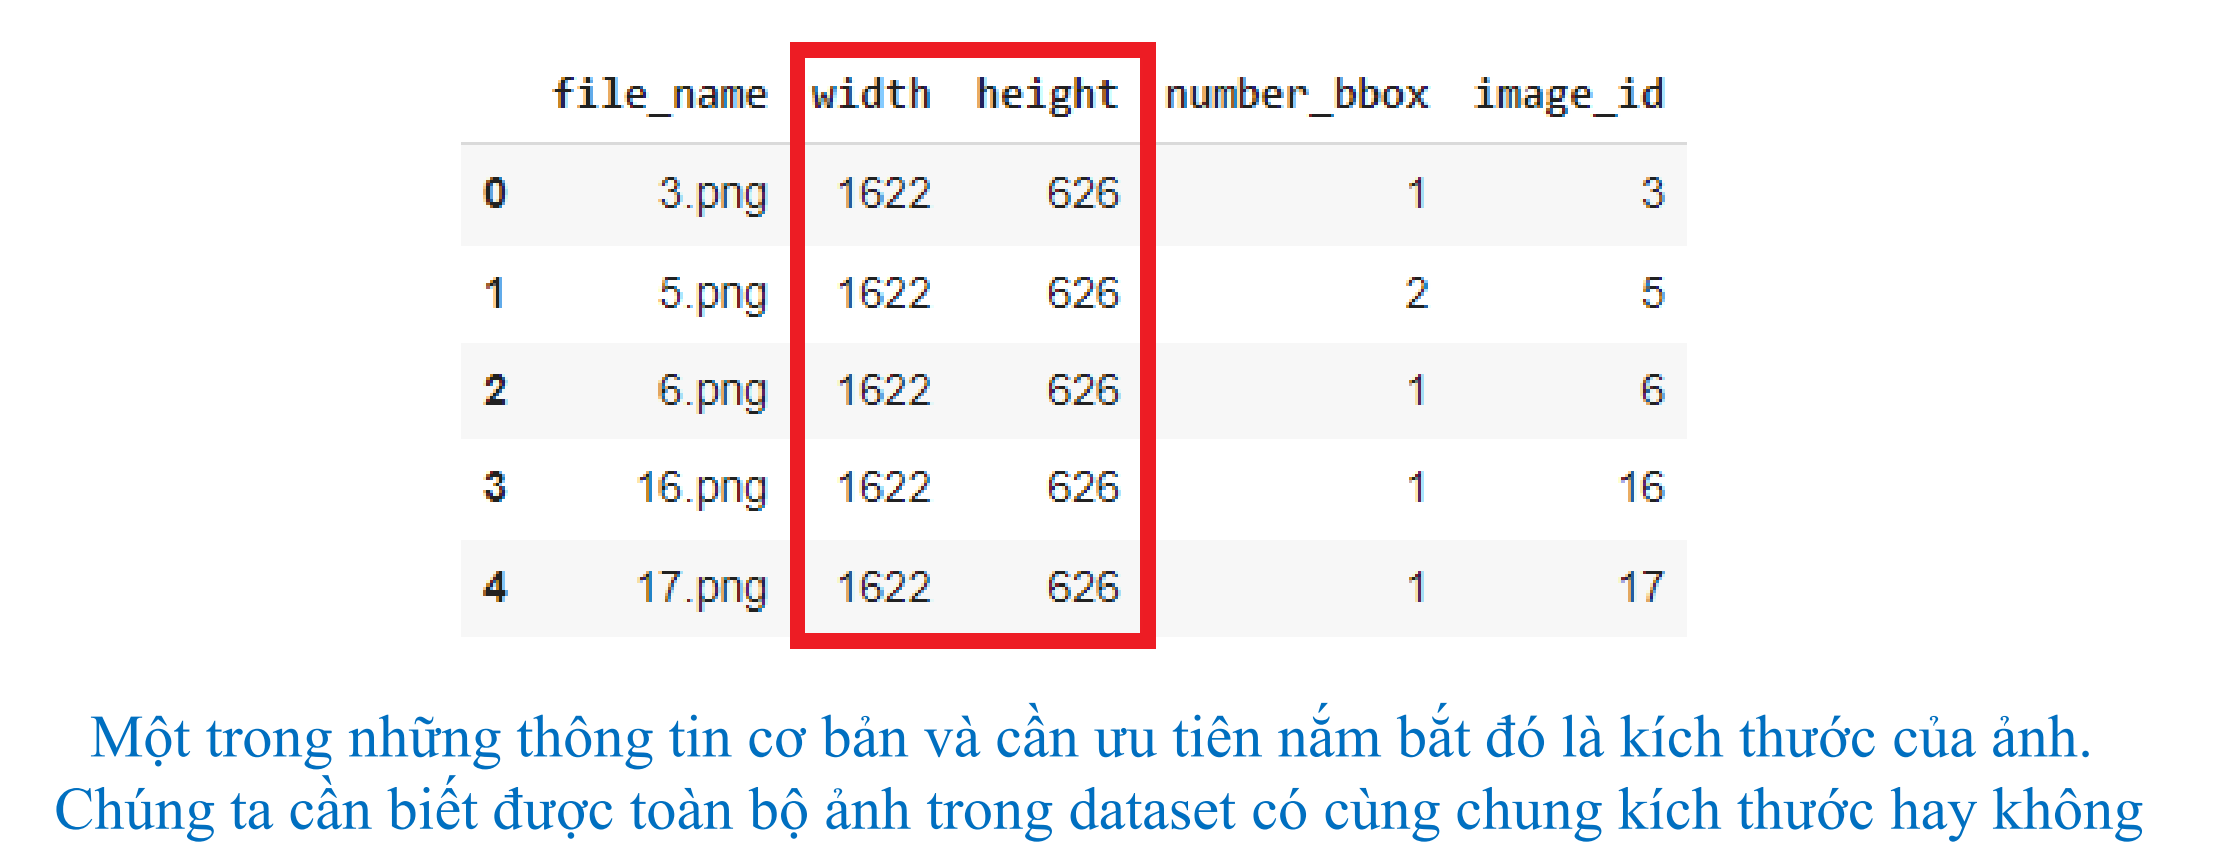 file_name width height number_bbox image_id
0 3.png 1622 626 1 3
1 5.png 1622 626 2 5
2 6.png 1622 626 1 6
3 16.png 1622 626 1 16
4 17.png 1622 626 1 17
Một trong những thông tin cơ bản và cần ưu tiên nắm bắt đó là kích thước của ảnh.
Chúng ta cần biết được toàn bộ ảnh trong dataset có cùng chung kích thước hay không